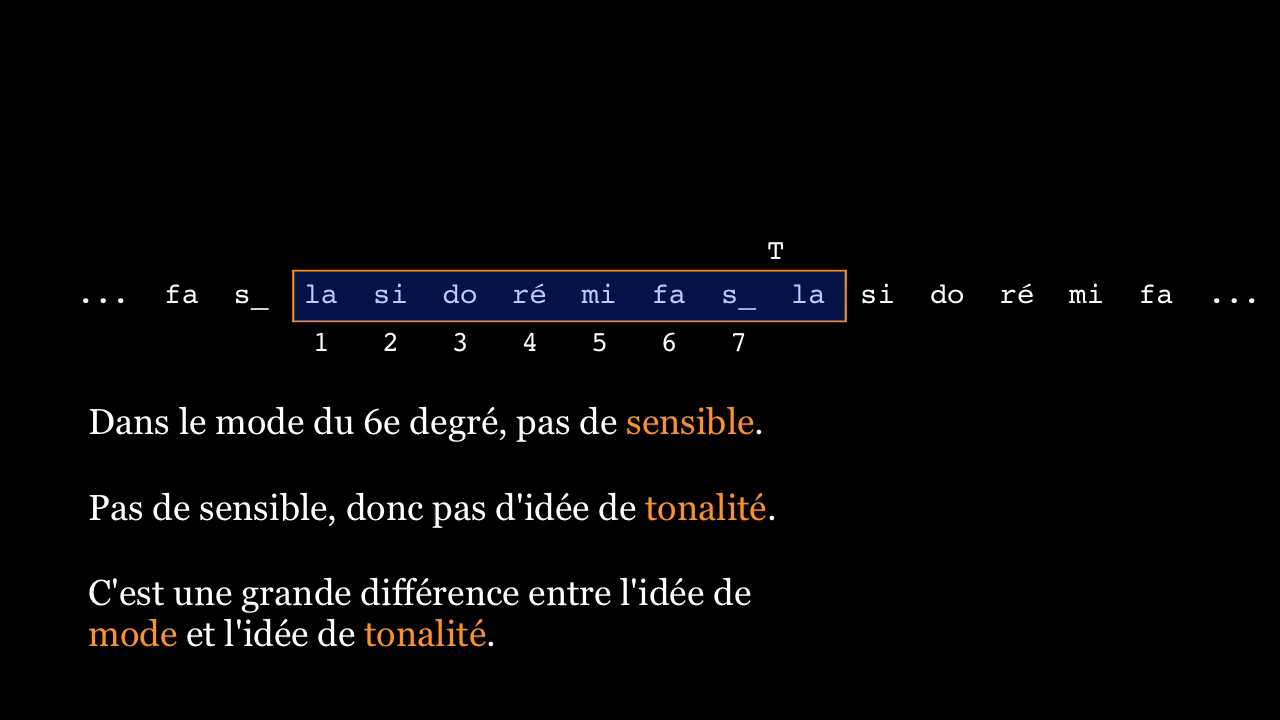 T
... fa s_ la si do ré mi fa s_ la si do ré mi fa ...
1 2 3 4 5 6 7
Dans le mode du 6e degré, pas de sensible.
Pas de sensible, donc pas d'idée de tonalité.
C'est une grande différence entre l'idée de
mode et l'idée de tonalité.